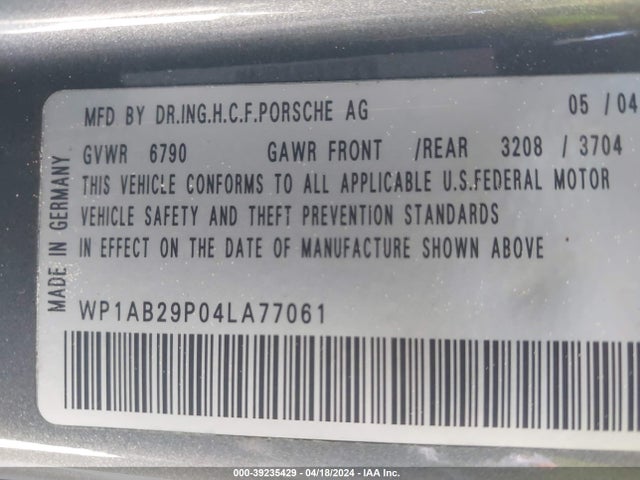 MFD BY DR.ING.H.C.F.PORSCHE AG 05 / 04
GVWR 6790 GAWR FRONT /REAR 3208 / 3704
THIS VEHICLE CONFORMS TO ALL APPLICABLE U.S.FEDERAL MOTOR
VEHICLE SAFETY AND THEFT PREVENTION STANDARDS
IN EFFECT ON THE DATE OF MANUFACTURE SHOWN ABOVE
MADE IN GERMANY
WP1AB29P04LA77061
000-39235429 - 04/18/2024 - IAA Inc.